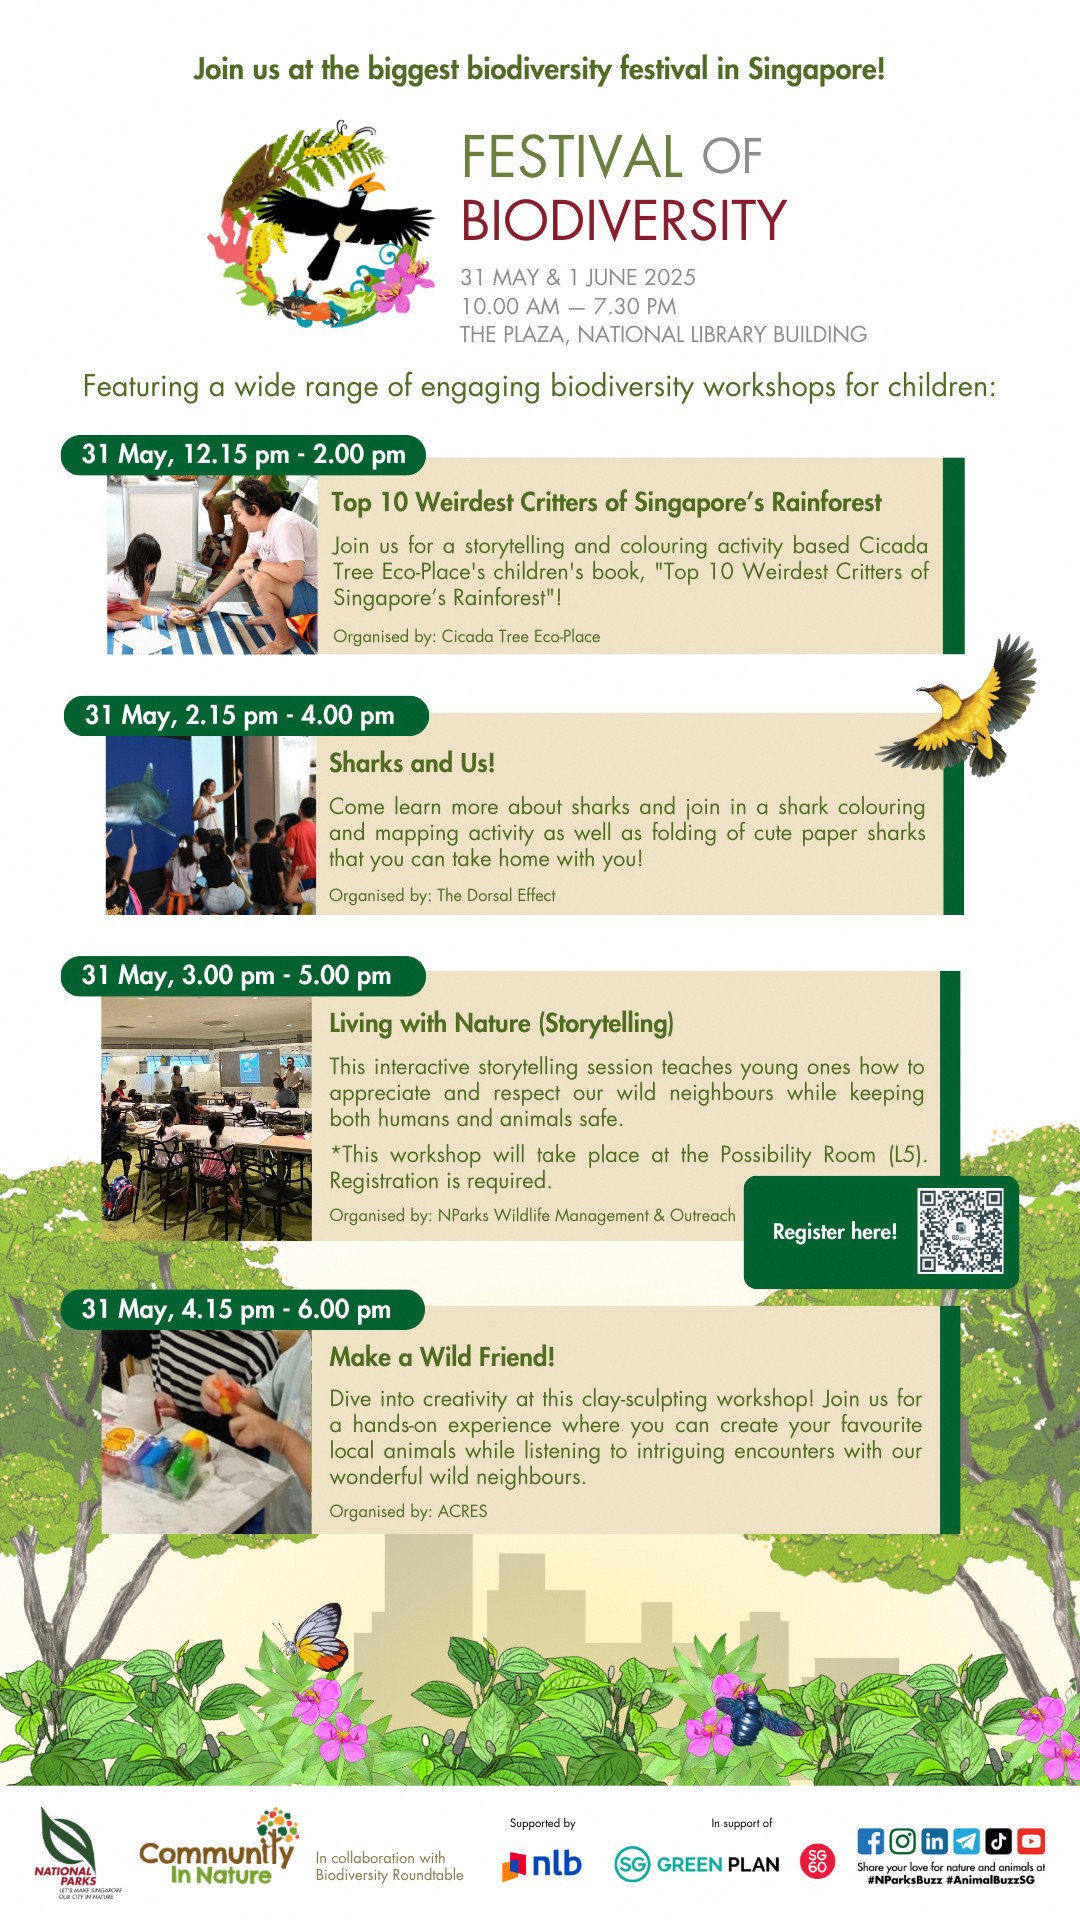 Join us at the biggest biodiversity festival in Singapore!
FESTIVAL OF
BIODIVERSITY
31 MAY & 1 JUNE 2025
10.00 AM — 7.30 PM
THE PLAZA, NATIONAL LIBRARY BUILDING
Featuring a wide range of engaging biodiversity workshops for children:
31 May, 12.15 pm - 2.00 pm
Top 10 Weirdest Critters of Singapore’s Rainforest
Join us for a storytelling and colouring activity based Cicada
Tree Eco-Place's children's book, "Top 10 Weirdest Critters of
Singapore’s Rainforest"!
Organised by: Cicada Tree Eco-Place
31 May, 2.15 pm - 4.00 pm
Sharks and Us!
Come learn more about sharks and join in a shark colouring
and mapping activity as well as folding of cute paper sharks
that you can take home with you!
Organised by: The Dorsal Effect
31 May, 3.00 pm - 5.00 pm
Living with Nature (Storytelling)
This interactive storytelling session teaches young ones how to
appreciate and respect our wild neighbours while keeping
both humans and animals safe.
*This workshop will take place at the Possibility Room (L5).
Registration is required.
Organised by: NParks Wildlife Management & Outreach
Register here!
31 May, 4.15 pm - 6.00 pm
Make a Wild Friend!
Dive into creativity at this clay-sculpting workshop! Join us for
a hands-on experience where you can create your favourite
local animals while listening to intriguing encounters with our
wonderful wild neighbours.
Organised by: ACRES
NATIONAL
PARKS
LET'S MAKE SINGAPORE
OUR CITY IN NATURE
Community
In Nature
In collaboration with
Biodiversity Roundtable
Supported by
nlb
In support of
SG GREEN PLAN
SG
60
Share your love for nature and animals at
#NParksBuzz #AnimalBuzzSG